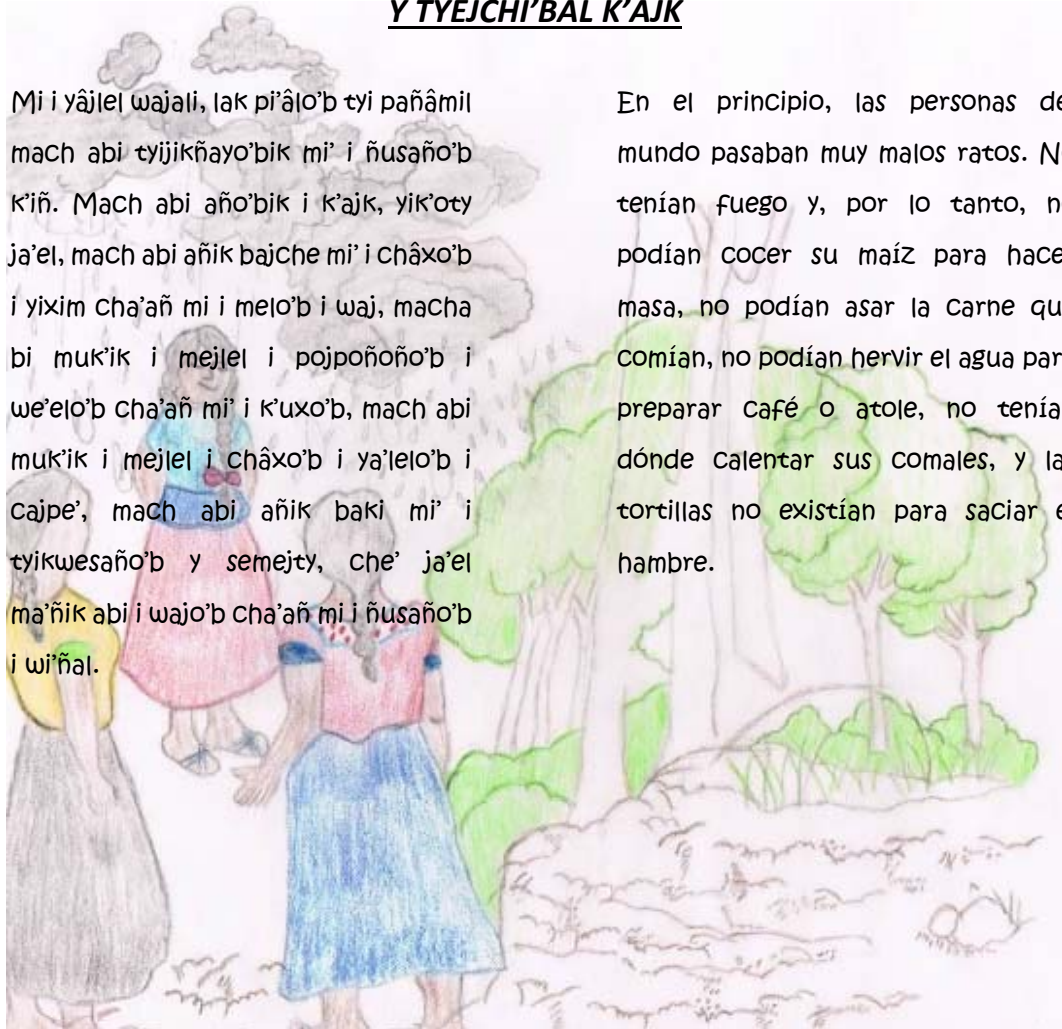 Y TYEJCHI’BAL K’AJK
Mi i yâjlel wajali, lak pi’âlo’b tyi pañâmil
mach abi tyijikñayo’bik mi’ i ñusaño’b
k’iñ. Mach abi año’bik i k’ajk, yik’oty
ja’el, mach abi añik bajche mi’ i châxo’b
i yixim cha’añ mi i melo’b i waj, macha
bi muk’ik i mejlel i pojpoñoño’b i
we’elo’b cha’añ mi’ i k’uxo’b, mach abi
muk’ik i mejlel i châxo’b i ya’lelo’b i
cajpe’, mach abi añik baki mi’ i
tyikwesaño’b y semejty, che’ ja’el
ma’ñik abi i wajo’b cha’añ mi i ñusaño’b
i wi’ñal.
En el principio, las personas de
mundo pasaban muy malos ratos. N
tenían fuego y, por lo tanto, n
podían cocer su maíz para hace
masa, no podían asar la carne qu
comían, no podían hervir el agua par
preparar café o atole, no tenía
dónde calentar sus comales, y la
tortillas no existían para saciar e
hambre.